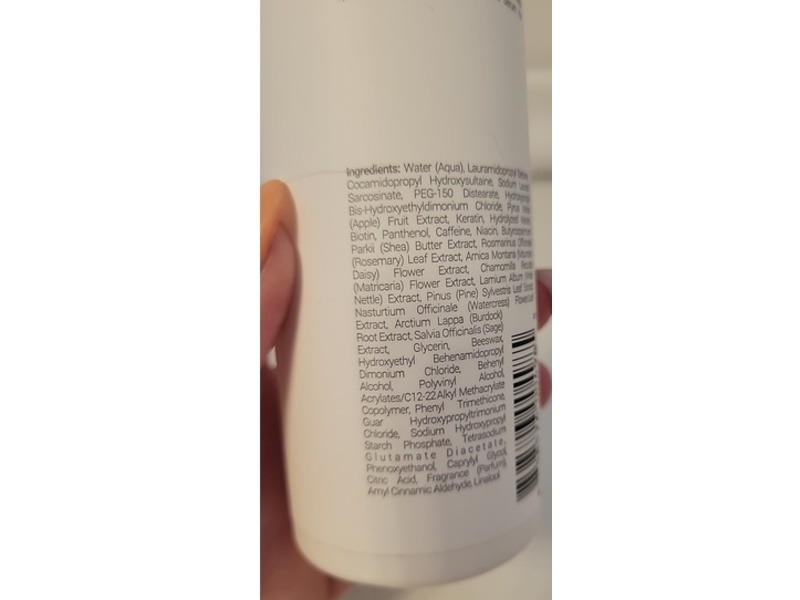 Ingredients: Water (Aqua), Lauramidopropyl
Cocamidopropyl Hydroxysultaine, Sodium
Sarcosinate, PEG-150 Distearate,
Bis-Hydroxyethyldimonium Chloride, Pyrus
(Apple) Fruit Extract, Keratin, Hydrolyzed
Biotin, Panthenol, Caffeine, Niacin,
Parkii (Shea) Butter Extract, Rosmarinus
(Rosemary) Leaf Extract, Arnica Montana
Daisy) Flower Extract, Chamomilla
(Matricaria) Flower Extract, Lamium Album
Nettle) Extract, Pinus (Pine) Sylvestris Leaf
Nasturtium Officinale (Watercress)
Extract, Arctium Lappa (Burdock)
Root Extract, Salvia Officinalis (Sage)
Extract, Glycerin, Beeswax,
Hydroxyethyl Behenamidopropyl
Dimonium Chloride, Behenyl
Alcohol, Polyvinyl Alcohol,
Acrylates/C12-22 Alkyl Methacrylate
Copolymer, Phenyl Trimethicone,
Guar Hydroxypropyltrimonium
Chloride, Sodium Hydroxypropyl
Starch Phosphate, Tetrasodium
Glutamate Diacetate,
Phenoxyethanol, Caprylyl Glycol,
Citric Acid, Fragrance (Parfum),
Amyl Cinnamic Aldehyde, Linalool